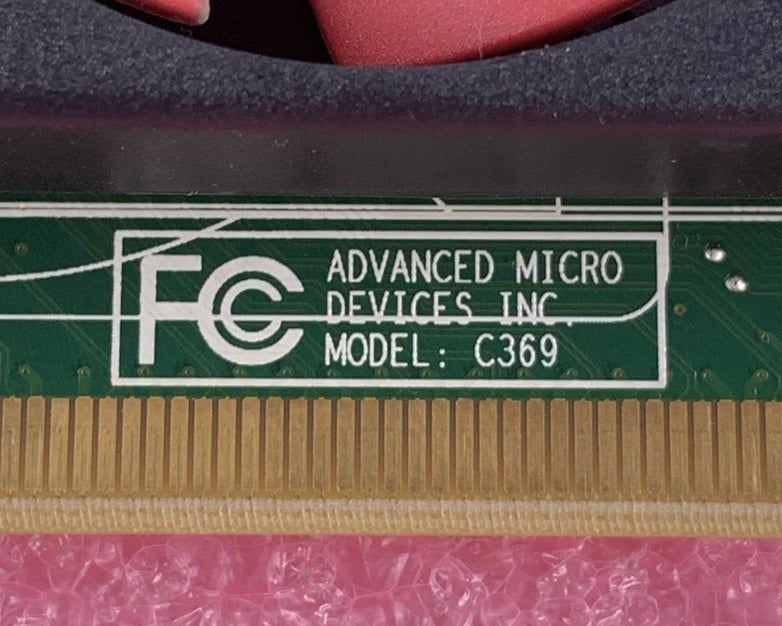 FC
ADVANCED MICRO
DEVICES INC.
MODEL: C369